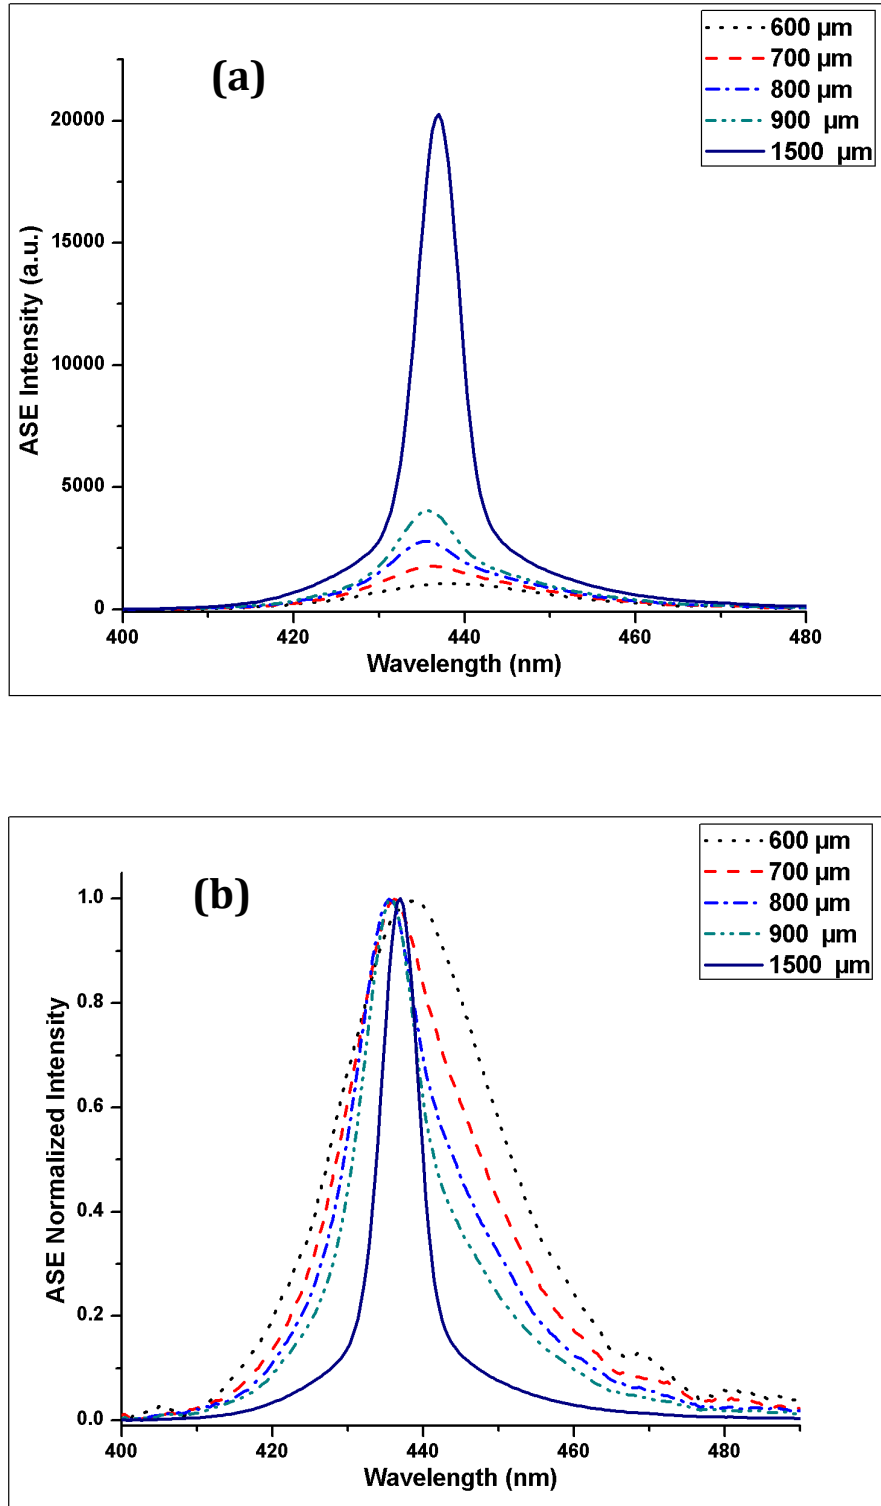 (a)
600 µm
700 µm
800 µm
900 µm
1500 µm
20000
15000
10000
5000
0
ASE Intensity (a.u.)
400
420
440
460
480
Wavelength (nm)
(b)
600 µm
700 µm
800 µm
900 µm
1500 µm
1.0
0.8
0.6
0.4
0.2
0.0
ASE Normalized Intensity
400
420
440
460
480
Wavelength (nm)